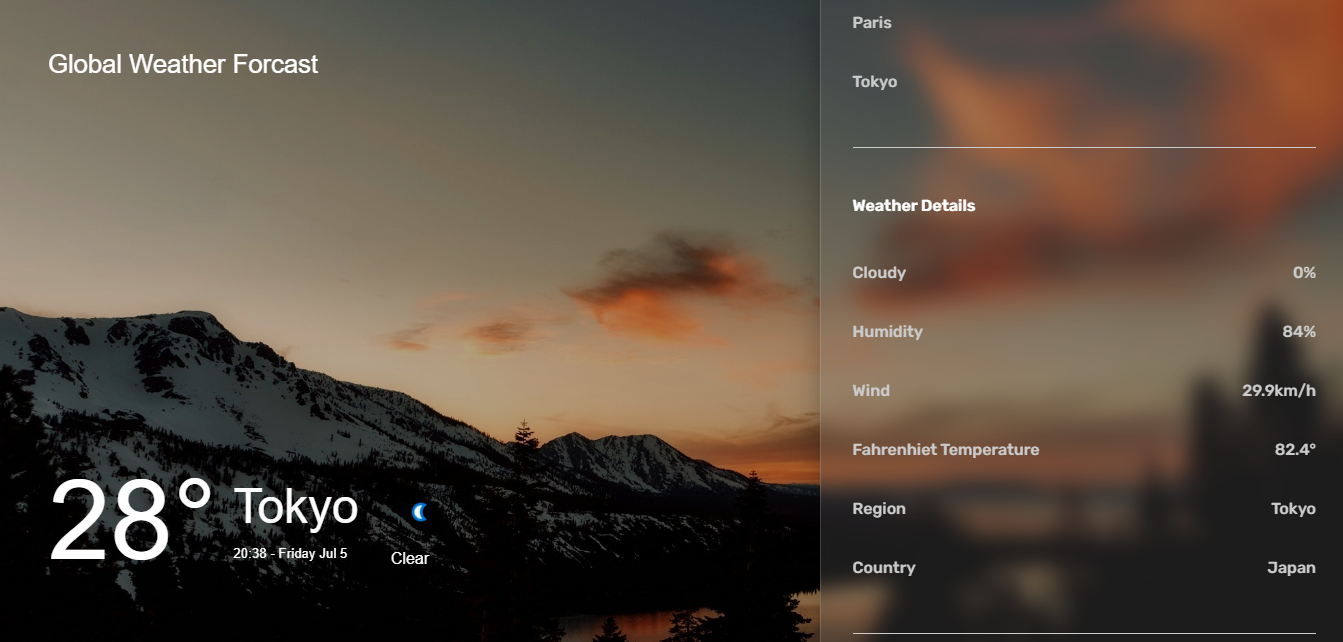 Global Weather Forcast
28°
Tokyo
20:38 - Friday Jul 5
Clear
Paris
Tokyo
Weather Details
Cloudy 0%
Humidity 84%
Wind 29.9km/h
Fahrenhiet Temperature 82.4°
Region Tokyo
Country Japan